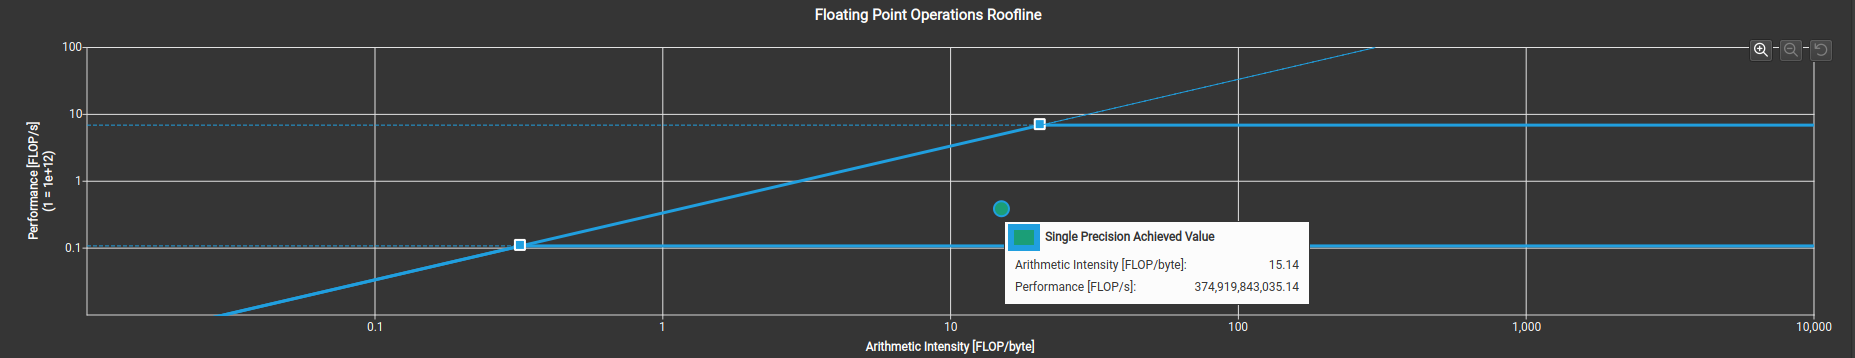 Floating Point Operations Roofline
100
10
1
0.1
Performance [FLOP/s]
(1 = 1e+12)
Single Precision Achieved Value
Arithmetic Intensity [FLOP/byte]: 15.14
Performance [FLOP/s]: 374,919,843,035.14
0.1 1 10 100 1,000 10,000
Arithmetic Intensity [FLOP/byte]